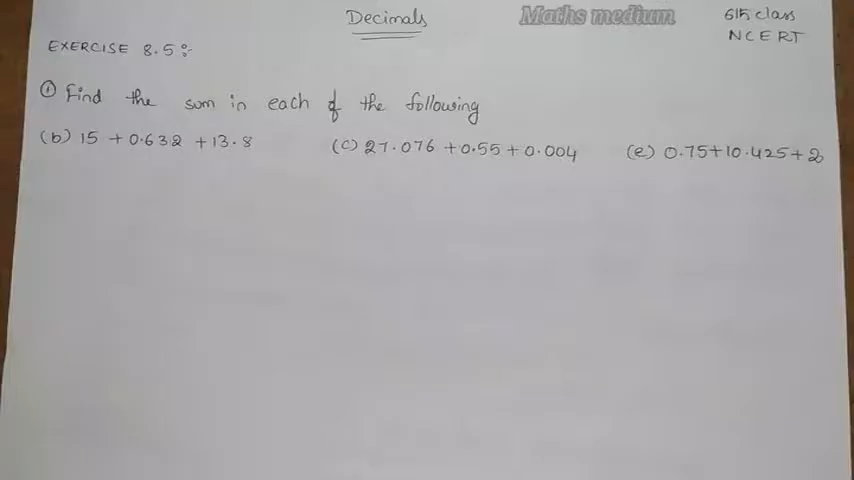 Decimals
Maths medium
6th class
NCERT
EXERCISE 8.5:-
① Find the sum in each of the following
(b) 15 + 0.632 + 13.8 (c) 27.076 + 0.55 + 0.004 (e) 0.75+10.425+2